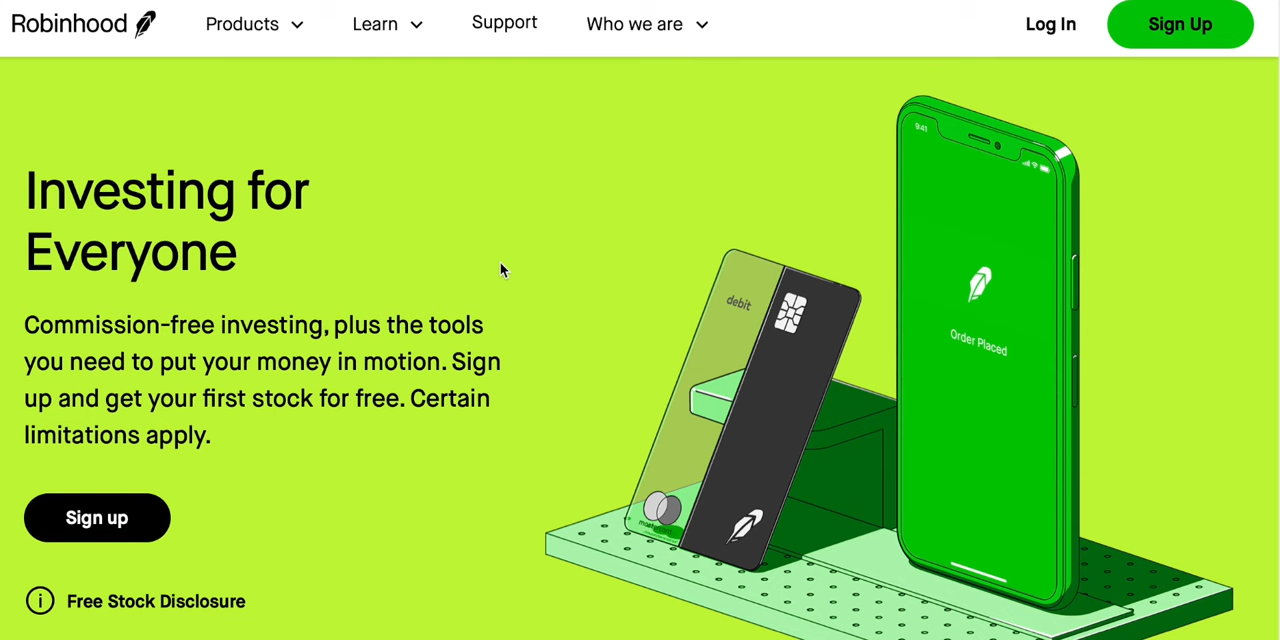 Robinhood
Products
Learn
Support
Who we are
Log In
Sign Up
Investing for
Everyone
Commission-free investing, plus the tools
you need to put your money in motion. Sign
up and get your first stock for free. Certain
limitations apply.
Sign up
Free Stock Disclosure
debit
9:41
Order Placed